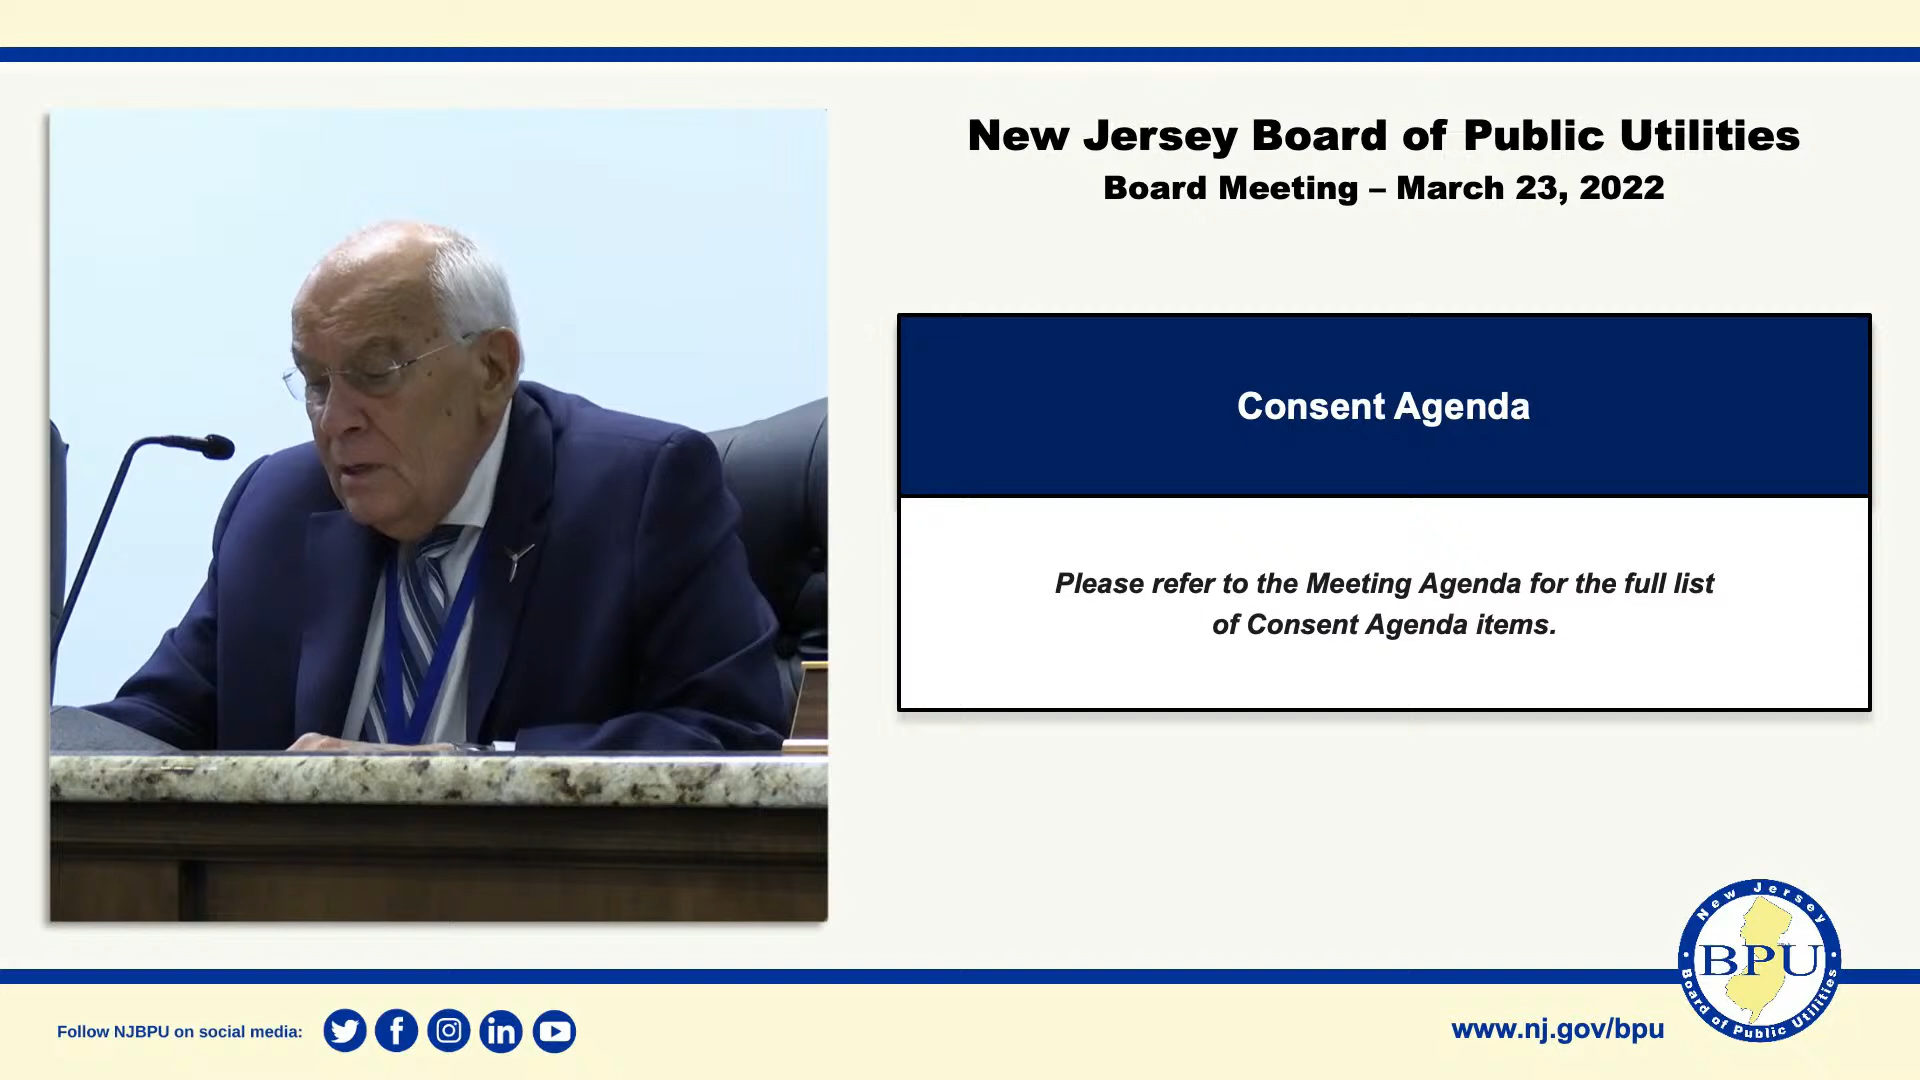 New Jersey Board of Public Utilities
Board Meeting – March 23, 2022
Consent Agenda
Please refer to the Meeting Agenda for the full list
of Consent Agenda items.
New Jersey
BPU
Board of Public Utilities
Follow NJBPU on social media:
www.nj.gov/bpu